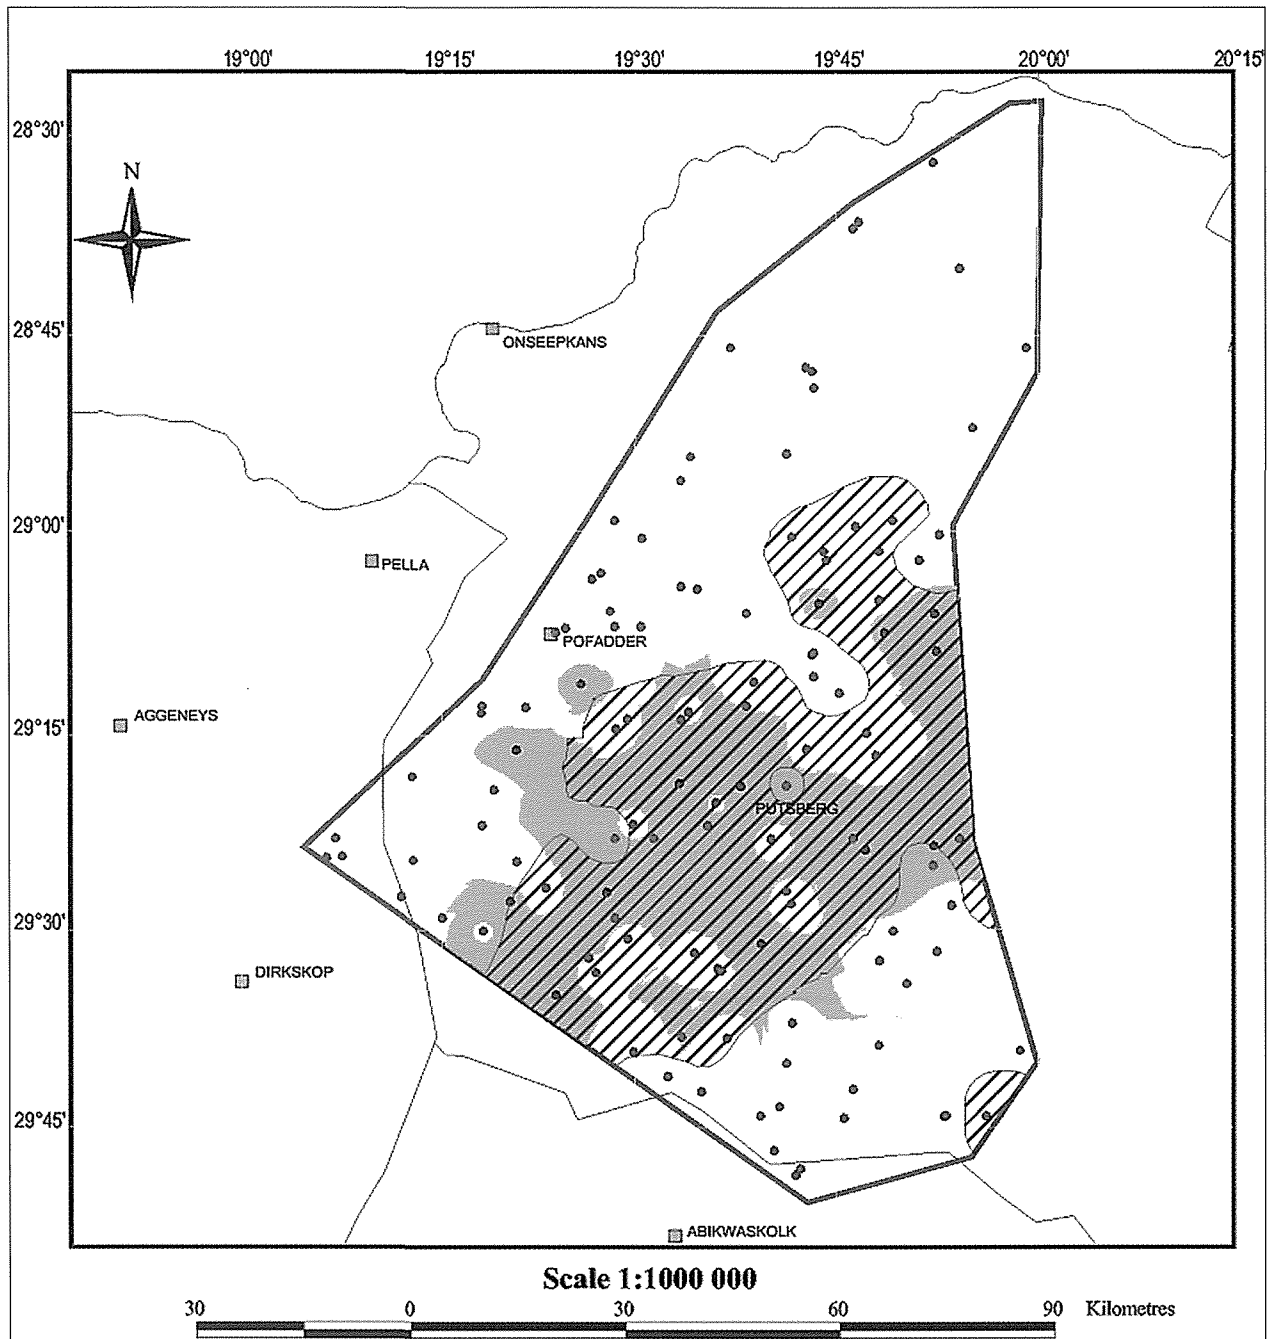 19°00' 19°15' 19°30' 19°45' 20°00' 20°15'
28°30'
N
28°45'
ONSEEPKANS
29°00'
PELLA
POFADDER
AGGENEYS
29°15'
PUTSBERG
29°30'
DIRKSKOP
29°45'
ABIKWASKOLK
Scale 1:1000 000
30 0 30 60 90 Kilometres